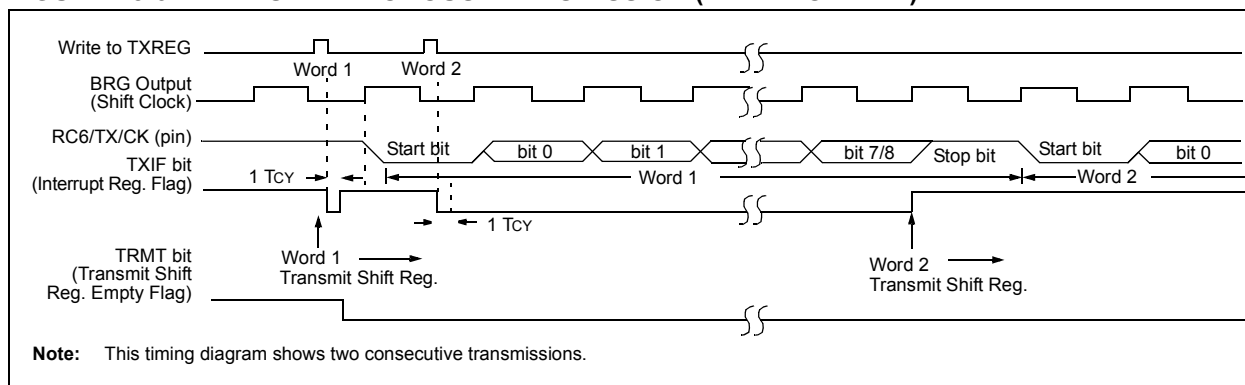 Write to TXREG
Word 1 Word 2
BRG Output
(Shift Clock)
RC6/TX/CK (pin)
Start bit bit 0 bit 1 bit 7/8 Stop bit Start bit bit 0
TXIF bit
(Interrupt Reg. Flag)
1 TCY
Word 1
Word 2
1 TCY
Word 1
Transmit Shift Reg.
Word 2
Transmit Shift Reg.
TRMT bit
(Transmit Shift
Reg. Empty Flag)
Note: This timing diagram shows two consecutive transmissions.